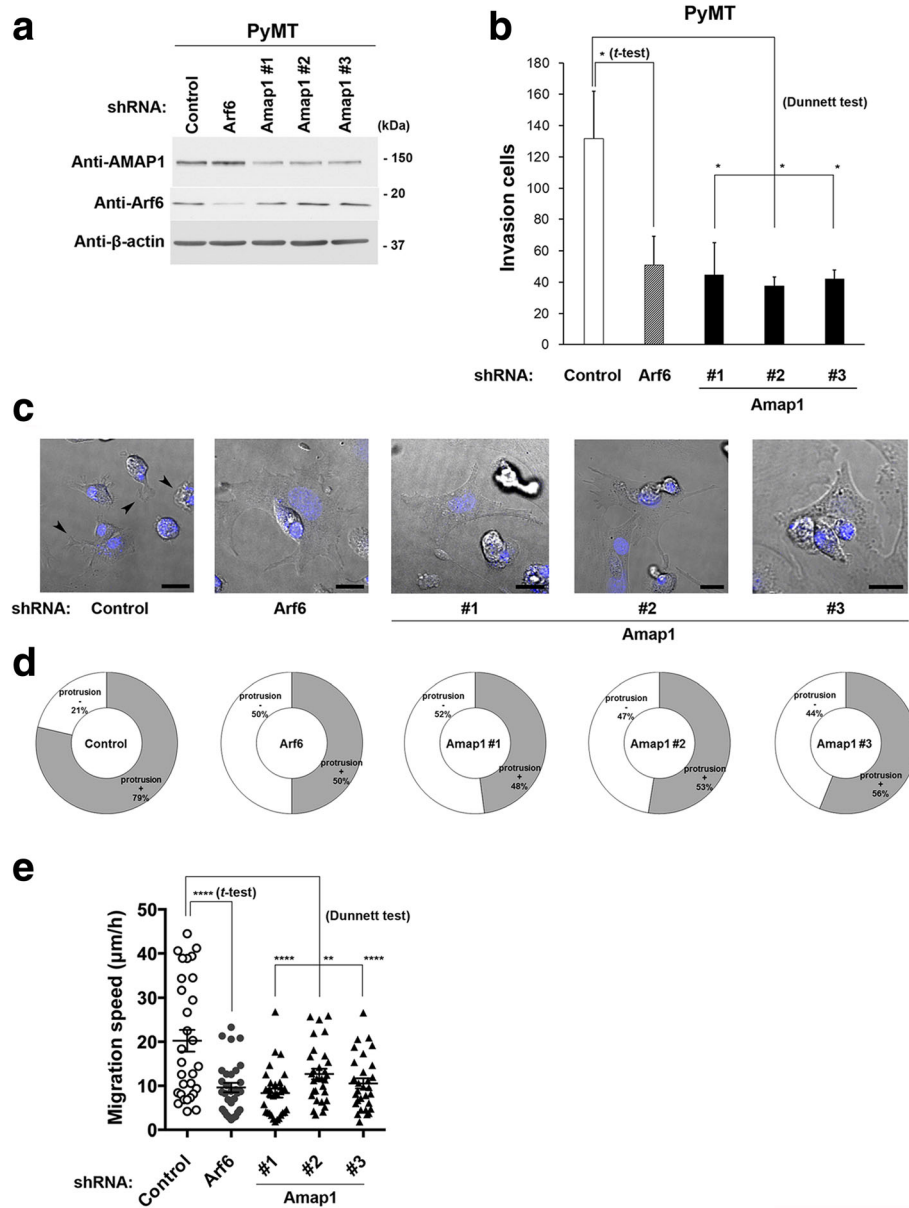 a
PyMT
shRNA:
Control
Arf6
Amap1 #1
Amap1 #2
Amap1 #3
(kDa)
Anti-AMAP1
- 150
Anti-Arf6
- 20
Anti-β-actin
- 37
b
PyMT
* (t-test)
(Dunnett test)
* * *
Invasion cells
180
160
140
120
100
80
60
40
20
0
shRNA: Control Arf6 #1 #2 #3
Amap1
c
shRNA: Control Arf6 #1 #2 #3
Amap1
d
protrusion
-
21%
Control
protrusion
+
79%
protrusion
-
50%
Arf6
protrusion
+
50%
protrusion
-
52%
Amap1 #1
protrusion
+
48%
protrusion
-
47%
Amap1 #2
protrusion
+
53%
protrusion
-
44%
Amap1 #3
protrusion
+
56%
e
**** (t-test)
(Dunnett test)
**** ** ****
Migration speed (μm/h)
50
40
30
20
10
0
shRNA: Control Arf6 #1 #2 #3
Amap1